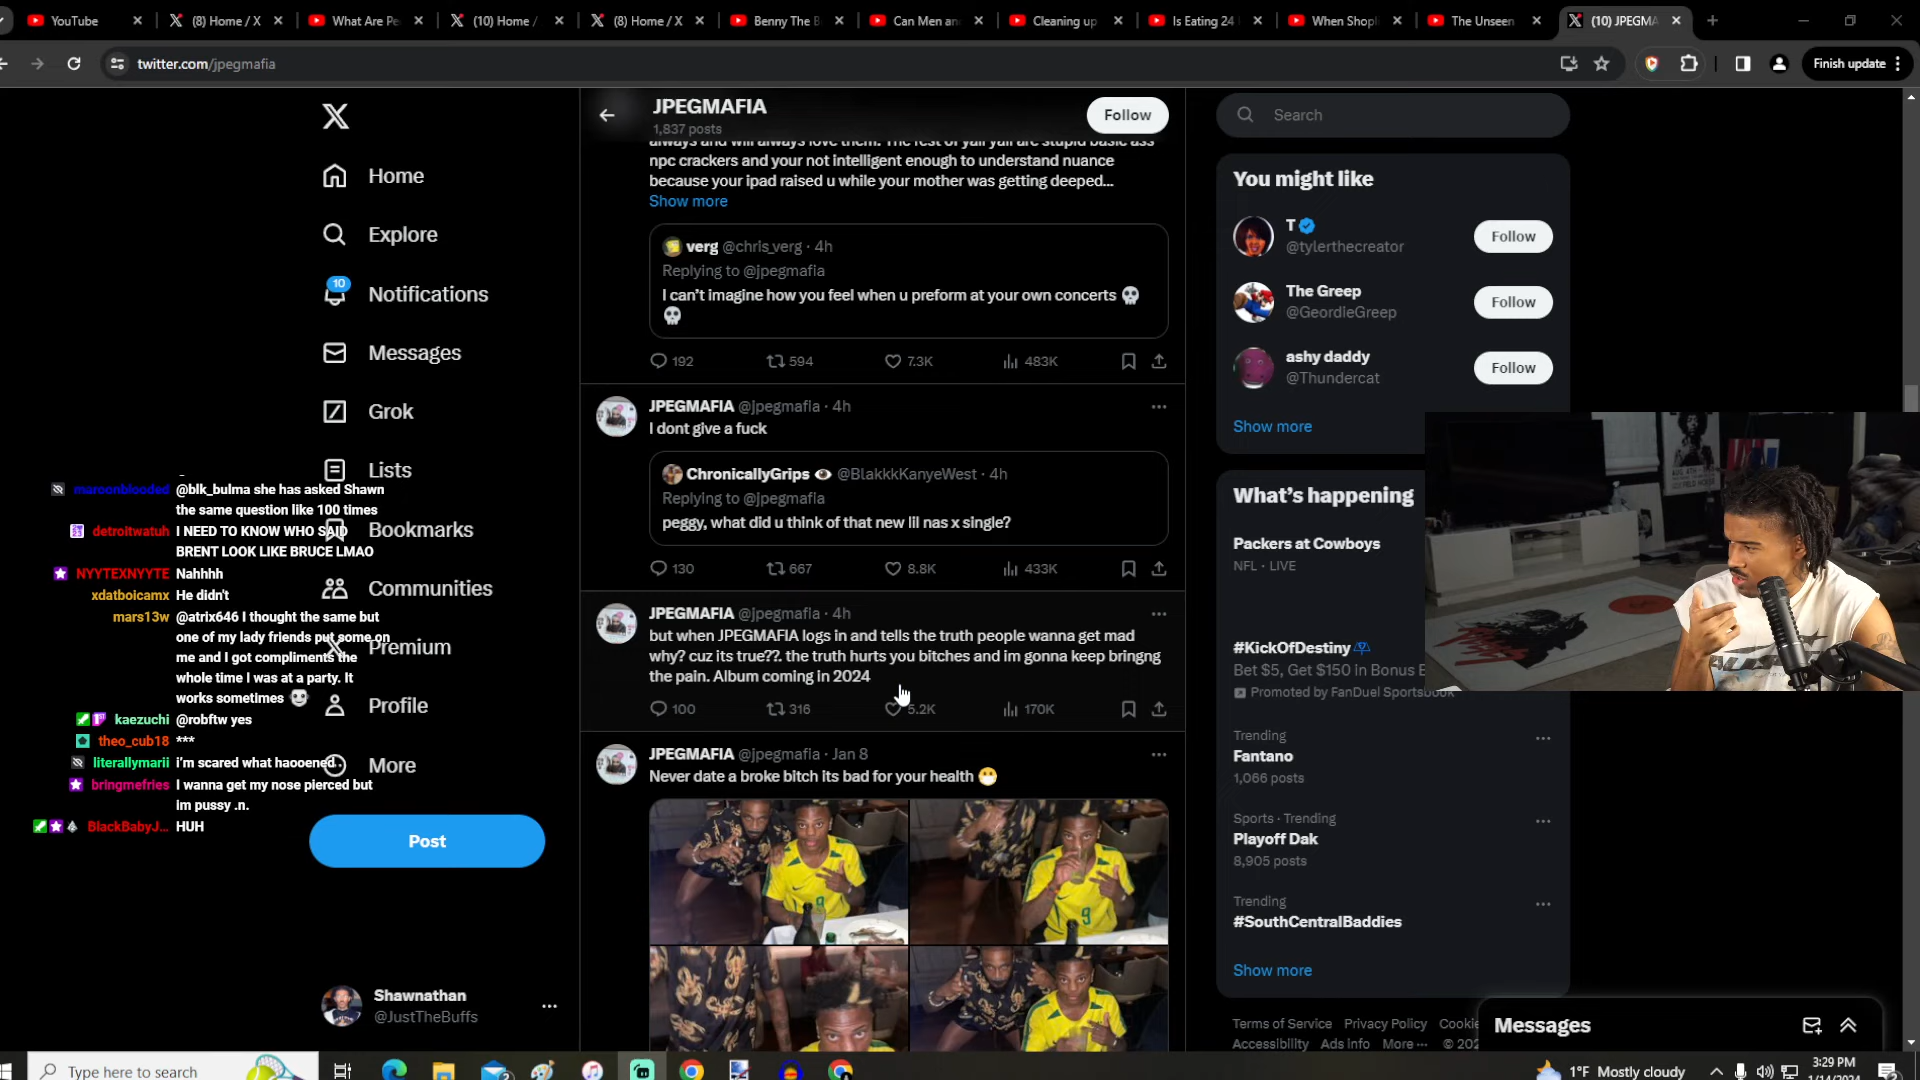 YouTube
(8) Home / X
What Are Pe
(10) Home /
(8) Home / X
Benny The B
Can Men an
Cleaning up
Is Eating 24
When Shopl
The Unseen
(10) JPEGMA
twitter.com/jpegmafia
Finish update
Home
Explore
10
Notifications
Messages
Grok
Lists
Bookmarks
Communities
Premium
Profile
More
Post
Shawnathan
@JustTheBuffs
maroonblooded @blk_bulma she has asked Shawn
the same question like 100 times
detroitwatuh I NEED TO KNOW WHO SAID
BRENT LOOK LIKE BRUCE LMAO
NYYTEXNYYTE Nahhhh
xdatboicamx He didn't
mars13w @atrix646 I thought the same but
one of my lady friends put some on
me and I got compliments the
whole time I was at a party. It
works sometimes
kaezuchi @robftw yes
theo_cub18 ***
literallymarii i'm scared what haooened
bringmefries I wanna get my nose pierced but
im pussy .n.
BlackBabyJ... HUH
JPEGMAFIA
1,837 posts
Follow
always and will always love them. The rest of yall yall are stupid basic ass
npc crackers and your not intelligent enough to understand nuance
because your ipad raised u while your mother was getting deeped...
Show more
verg @chris_verg · 4h
Replying to @jpegmafia
I can't imagine how you feel when u preform at your own concerts 💀
💀
192 594 7.3K 483K
JPEGMAFIA @jpegmafia · 4h
I dont give a fuck
ChronicallyGrips 👁 @BlakkkKanyeWest · 4h
Replying to @jpegmafia
peggy, what did u think of that new lil nas x single?
130 667 8.8K 433K
JPEGMAFIA @jpegmafia · 4h
but when JPEGMAFIA logs in and tells the truth people wanna get mad
why? cuz its true??. the truth hurts you bitches and im gonna keep bringng
the pain. Album coming in 2024
100 316 5.2K 170K
JPEGMAFIA @jpegmafia · Jan 8
Never date a broke bitch its bad for your health 😷
9
Search
You might like
T
@tylerthecreator
Follow
The Greep
@GeordieGreep
Follow
ashy daddy
@Thundercat
Follow
Show more
What's happening
Packers at Cowboys
NFL · LIVE
#KickOfDestiny
Bet $5, Get $150 in Bonus B
Promoted by FanDuel Sportsbook
Trending
Fantano
1,066 posts
Sports · Trending
Playoff Dak
8,905 posts
Trending
#SouthCentralBaddies
Show more
Terms of Service Privacy Policy Cookie
Accessibility Ads info More ··· © 202
Messages
Type here to search
1°F Mostly cloudy
3:29 PM
1/14/2024